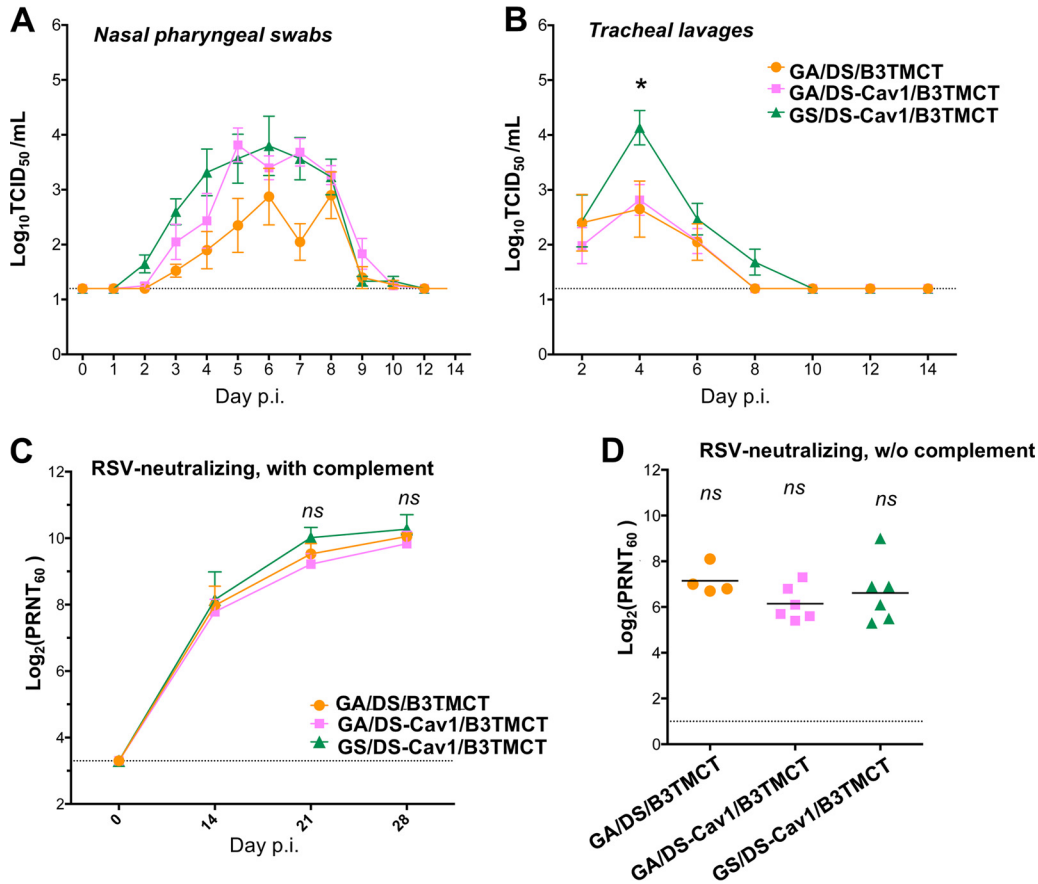 A
Nasal pharyngeal swabs
6
5
4
3
2
1
Log10TCID50/mL
0 1 2 3 4 5 6 7 8 9 10 12 14
Day p.i.
B
Tracheal lavages
GA/DS/B3TMCT
GA/DS-Cav1/B3TMCT
GS/DS-Cav1/B3TMCT
*
6
5
4
3
2
1
Log10TCID50/mL
2 4 6 8 10 12 14
Day p.i.
C
RSV-neutralizing, with complement
12
10
8
6
4
2
Log2(PRNT60)
ns
ns
GA/DS/B3TMCT
GA/DS-Cav1/B3TMCT
GS/DS-Cav1/B3TMCT
0 14 21 28
Day p.i.
D
RSV-neutralizing, w/o complement
12
10
8
6
4
2
0
Log2(PRNT60)
ns
ns
ns
GA/DS/B3TMCT
GA/DS-Cav1/B3TMCT
GS/DS-Cav1/B3TMCT